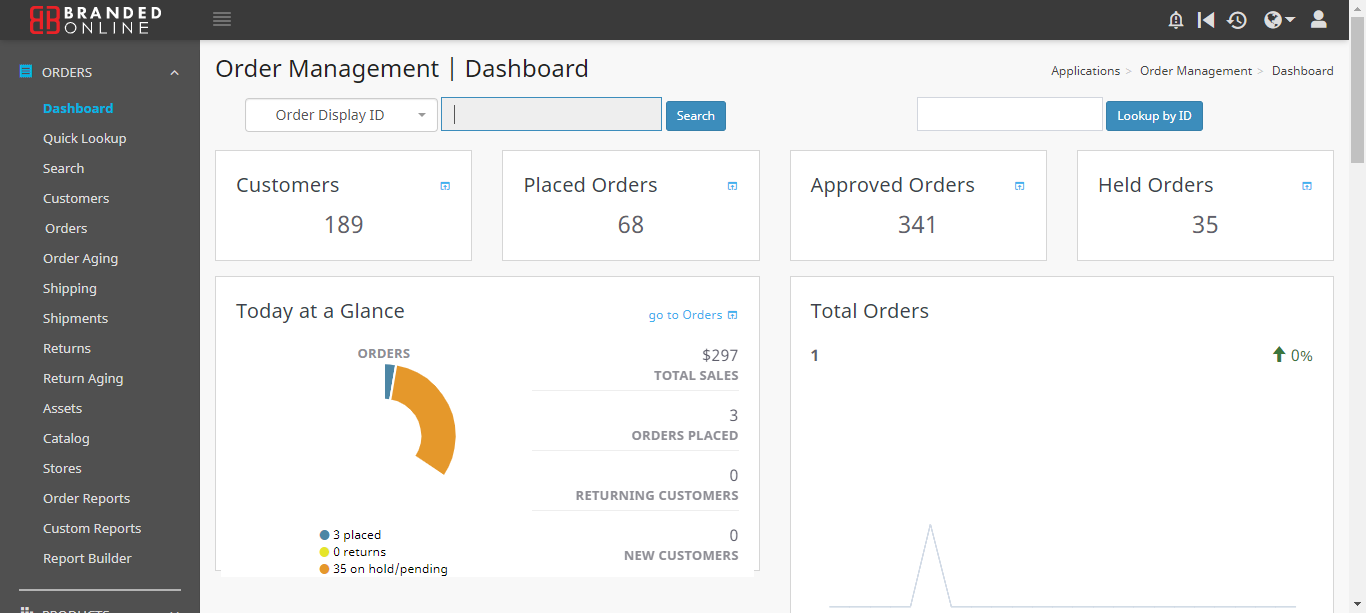 BRANDED
ONLINE
ORDERS
Dashboard
Quick Lookup
Search
Customers
Orders
Order Aging
Shipping
Shipments
Returns
Return Aging
Assets
Catalog
Stores
Order Reports
Custom Reports
Report Builder
PRODUCTS
Order Management | Dashboard
Applications > Order Management > Dashboard
Order Display ID
Search
Lookup by ID
Customers
189
Placed Orders
68
Approved Orders
341
Held Orders
35
Today at a Glance
go to Orders
ORDERS
3 placed
0 returns
35 on hold/pending
$297
TOTAL SALES
3
ORDERS PLACED
0
RETURNING CUSTOMERS
0
NEW CUSTOMERS
Total Orders
1
0%